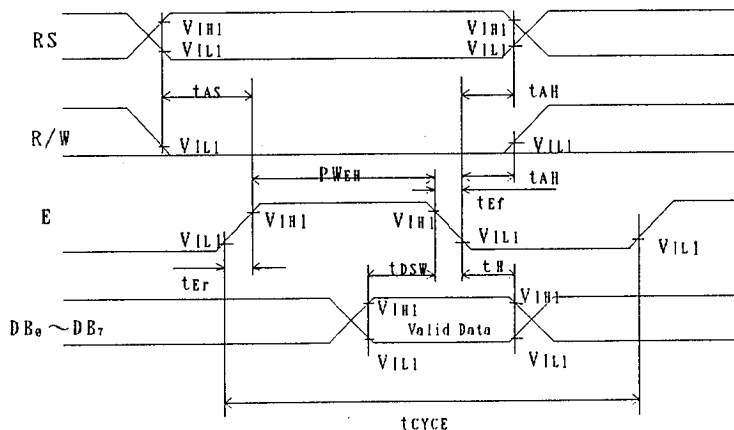 VIH1 VIH1
RS VIL1 VIL1
tAS tAH
R/W VIL1 VIL1
PWEH tAH
tEf
E VIL1 VIH1 VIH1 VIL1 VIL1
tEr tDSW tH
VIH1 VIH1
DB0~DB7 Valid Data
VIL1 VIL1
tCYCE